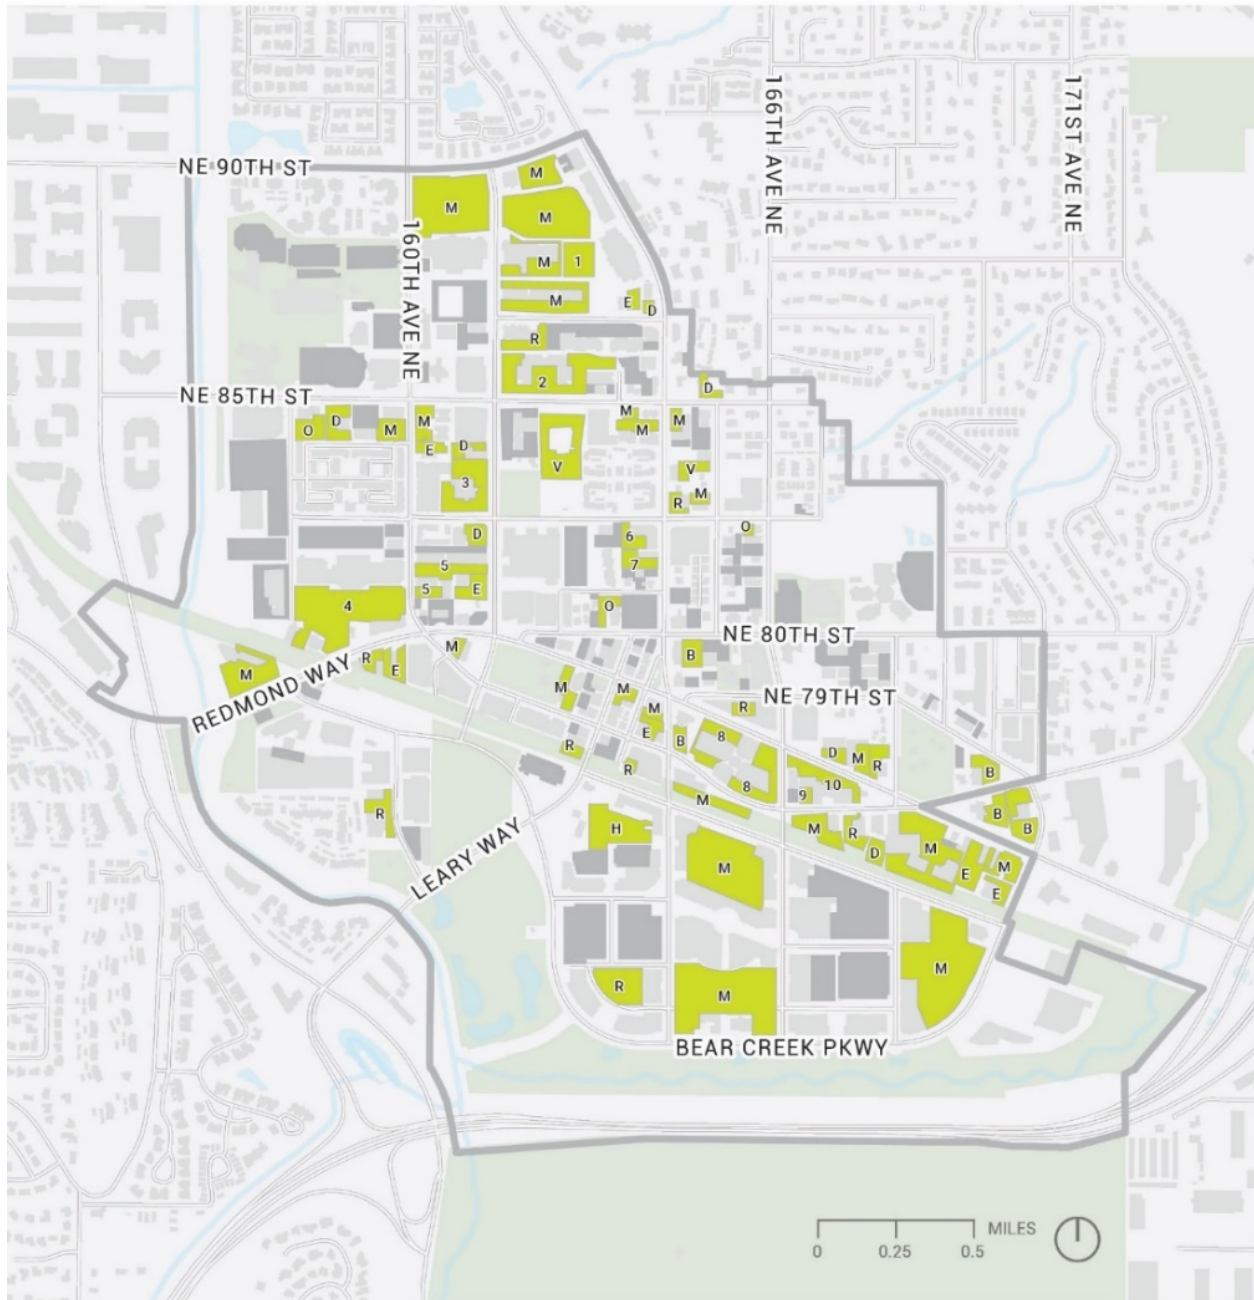 166TH AVE NE
171ST AVE NE
NE 90TH ST
M
M
M
160TH AVE NE
M
1
M
E
D
R
2
D
NE 85TH ST
O
D
M
M
E
D
3
V
M
M
M
V
M
R
D
O
6
7
5
5
E
4
O
NE 80TH ST
M
R
E
M
B
REDMOND WAY
NE 79TH ST
M
M
M
E
R
B
8
R
R
8
D
M
R
B
9
10
M
B
B
R
LEARY WAY
H
M
M
R
D
M
E
M
E
M
R
M
BEAR CREEK PKWY
MILES
0
0.25
0.5